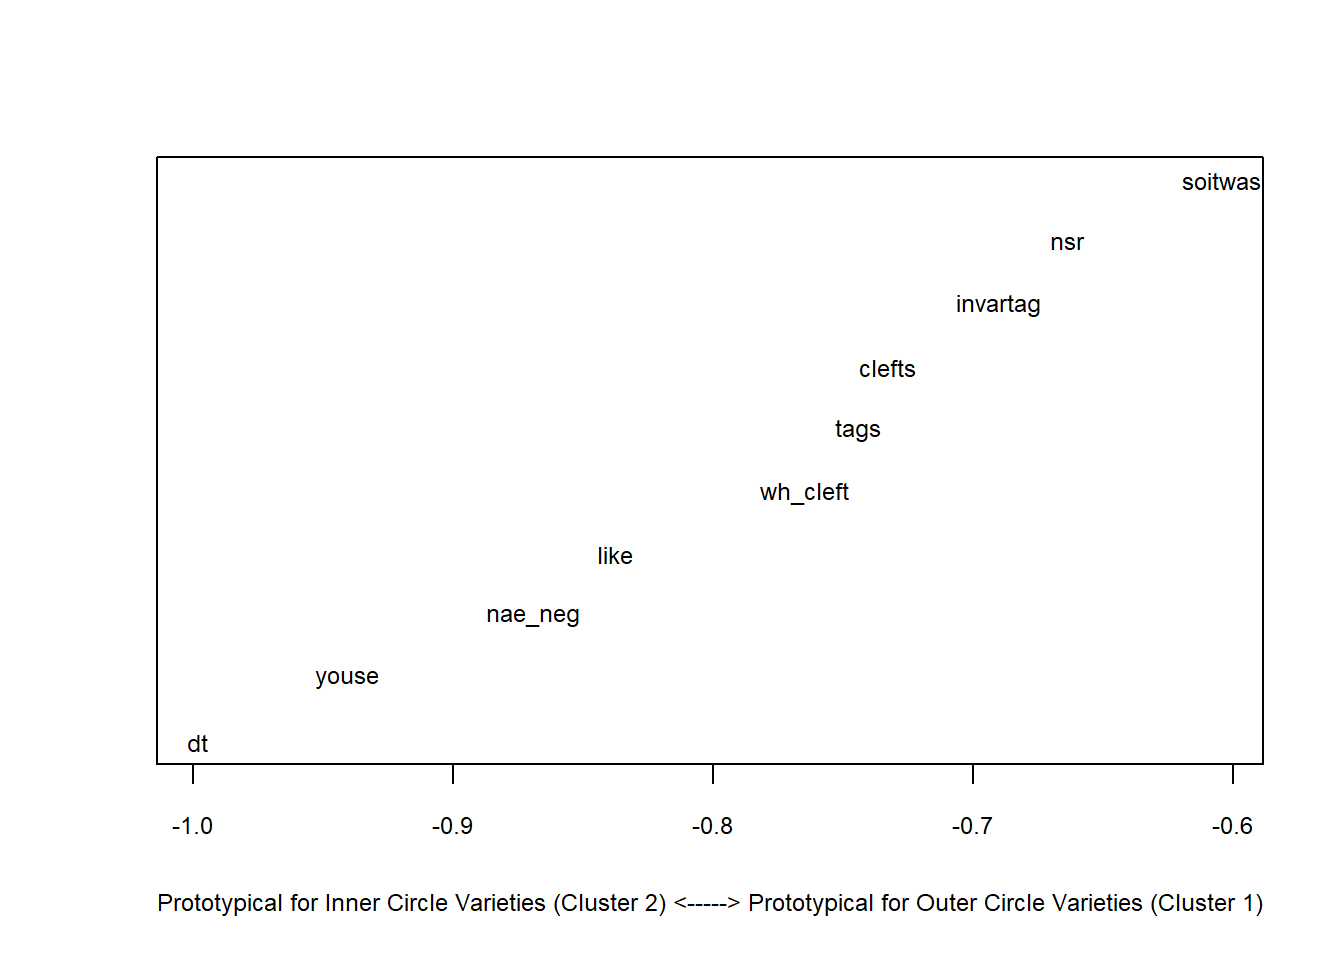 soitwas
nsr
invartag
clefts
tags
wh_cleft
like
nae_neg
youse
dt
-1.0 -0.9 -0.8 -0.7 -0.6
Prototypical for Inner Circle Varieties (Cluster 2) <-----> Prototypical for Outer Circle Varieties (Cluster 1)